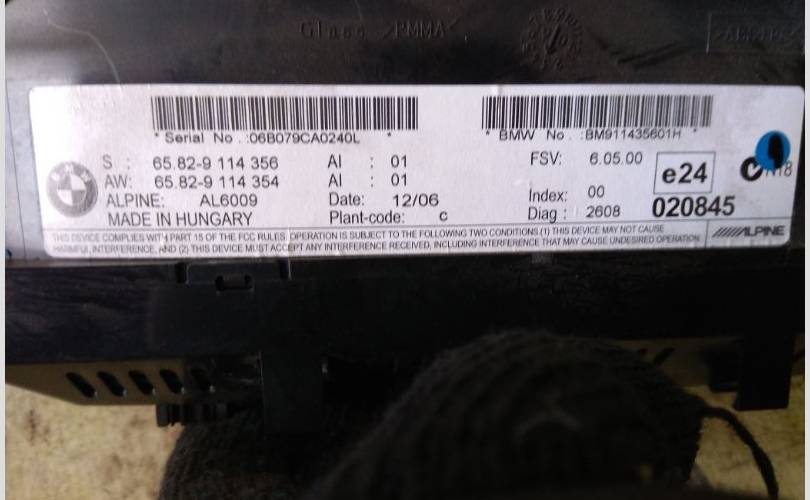 Glass >PMMA<
* Serial No .:06B079CA0240L *
* BMW No . :BM911435601H *
S : 65.82-9 114 356 AI : 01 FSV: 6.05.00
AW: 65.82-9 114 354 AI : 01 e24 N18
ALPINE: AL6009 Date: 12/06 Index: 00
MADE IN HUNGARY Plant-code: C Diag : 2608 020845
THIS DEVICE COMPLIES WITH PART 15 OF THE FCC RULES. OPERATION IS SUBJECT TO THE FOLLOWING TWO CONDITIONS.(1) THIS DEVICE MAY NOT CAUSE
HARMFUL INTERFERENCE, AND (2) THIS DEVICE MUST ACCEPT ANY INTERFERENCE RECEIVED, INCLUDING INTERFERENCE THAT MAY CAUSE UNDESIRED OPERATION.
ALPINE